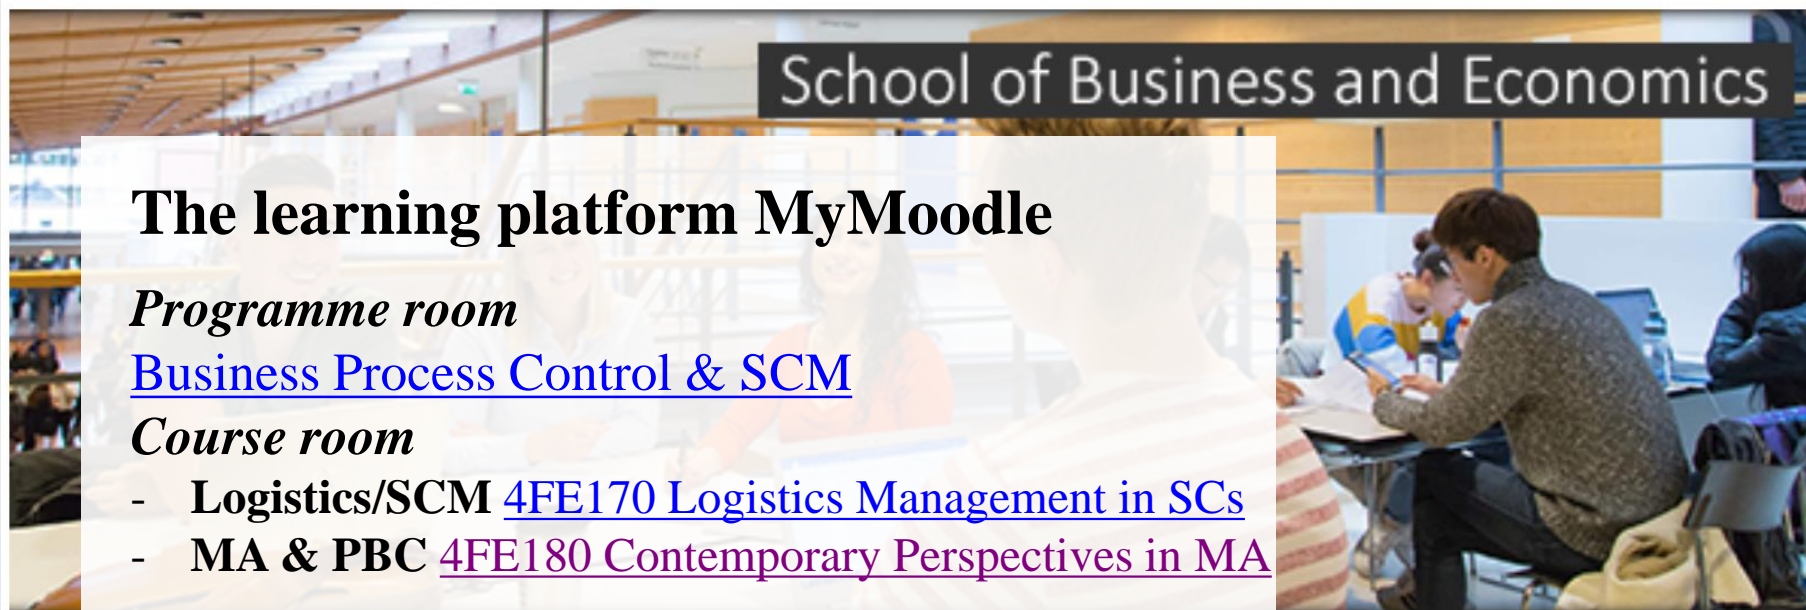 School of Business and Economics
The learning platform MyMoodle
Programme room
Business Process Control & SCM
Course room
- Logistics/SCM 4FE170 Logistics Management in SCs
- MA & PBC 4FE180 Contemporary Perspectives in MA